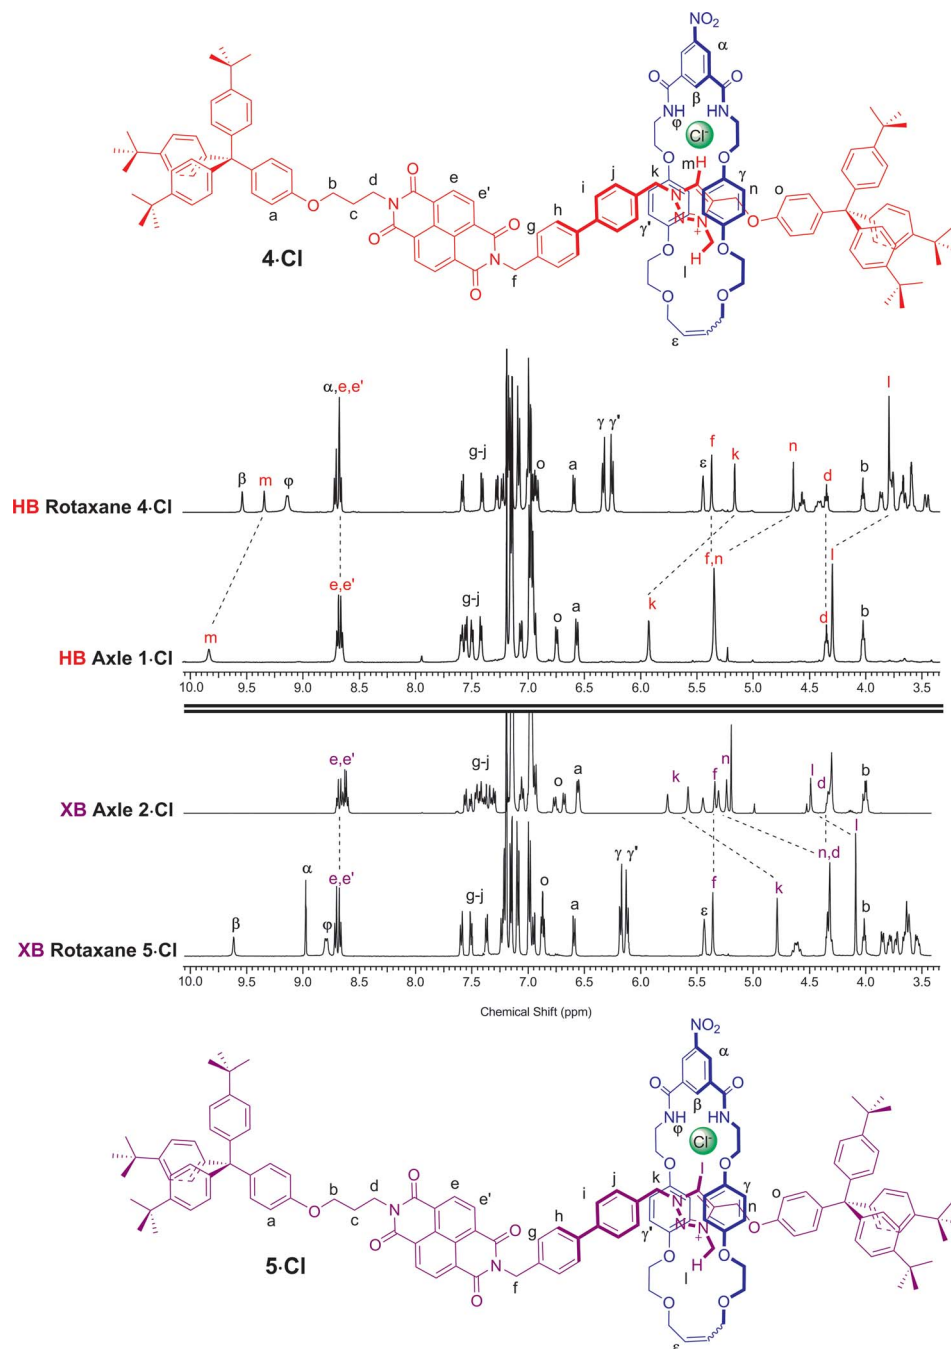 NO₂
α
O
O
β
NH
HN
φ
Cl⁻
O
O
m H
b
d
O
O
e
k
j
i
N
γ
n
o
O
N
e'
h
N
N
+
O
a
c
O
O
g
γ'
O
O
N
H
4·Cl
f
l
O
O
O
ε
l
α,e,e'
γ
γ'
n
f
k
β
m
φ
g-j
o
a
ε
d
b
HB Rotaxane 4·Cl
e,e'
f,n
l
k
m
g-j
o
a
d
b
HB Axle 1·Cl
10.0 9.5 9.0 8.5 8.0 7.5 7.0 6.5 6.0 5.5 5.0 4.5 4.0 3.5
e,e'
g-j
a
o
k
f
n
l
d
b
XB Axle 2·Cl
l
α
e,e'
γ
γ'
n,d
β
φ
g-j
o
a
ε
f
k
b
XB Rotaxane 5·Cl
10.0 9.5 9.0 8.5 8.0 7.5 7.0 6.5 6.0 5.5 5.0 4.5 4.0 3.5
Chemical Shift (ppm)
NO₂
α
O
O
β
NH
HN
φ
Cl⁻
O
O
I
b
d
O
O
e
k
j
i
N
γ
n
o
O
N
e'
h
N
N
+
O
a
c
O
O
g
γ'
O
O
N
H
5·Cl
f
l
O
O
O
ε